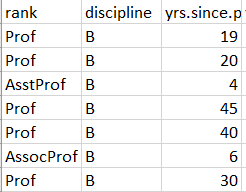 rank discipline yrs.since.p
Prof B 19
Prof B 20
AsstProf B 4
Prof B 45
Prof B 40
AssocProf B 6
Prof B 30